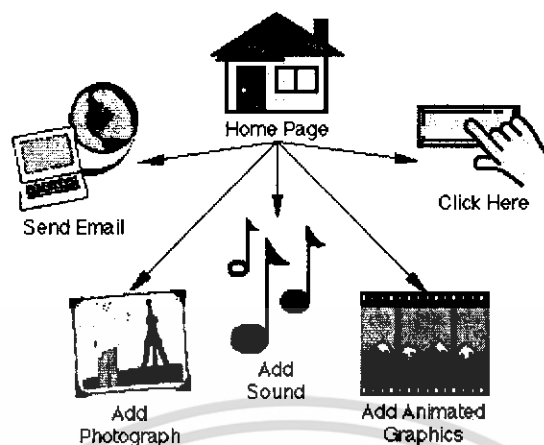 Home Page
Send Email
Click Here
Add
Photograph
Add
Sound
Add Animated
Graphics